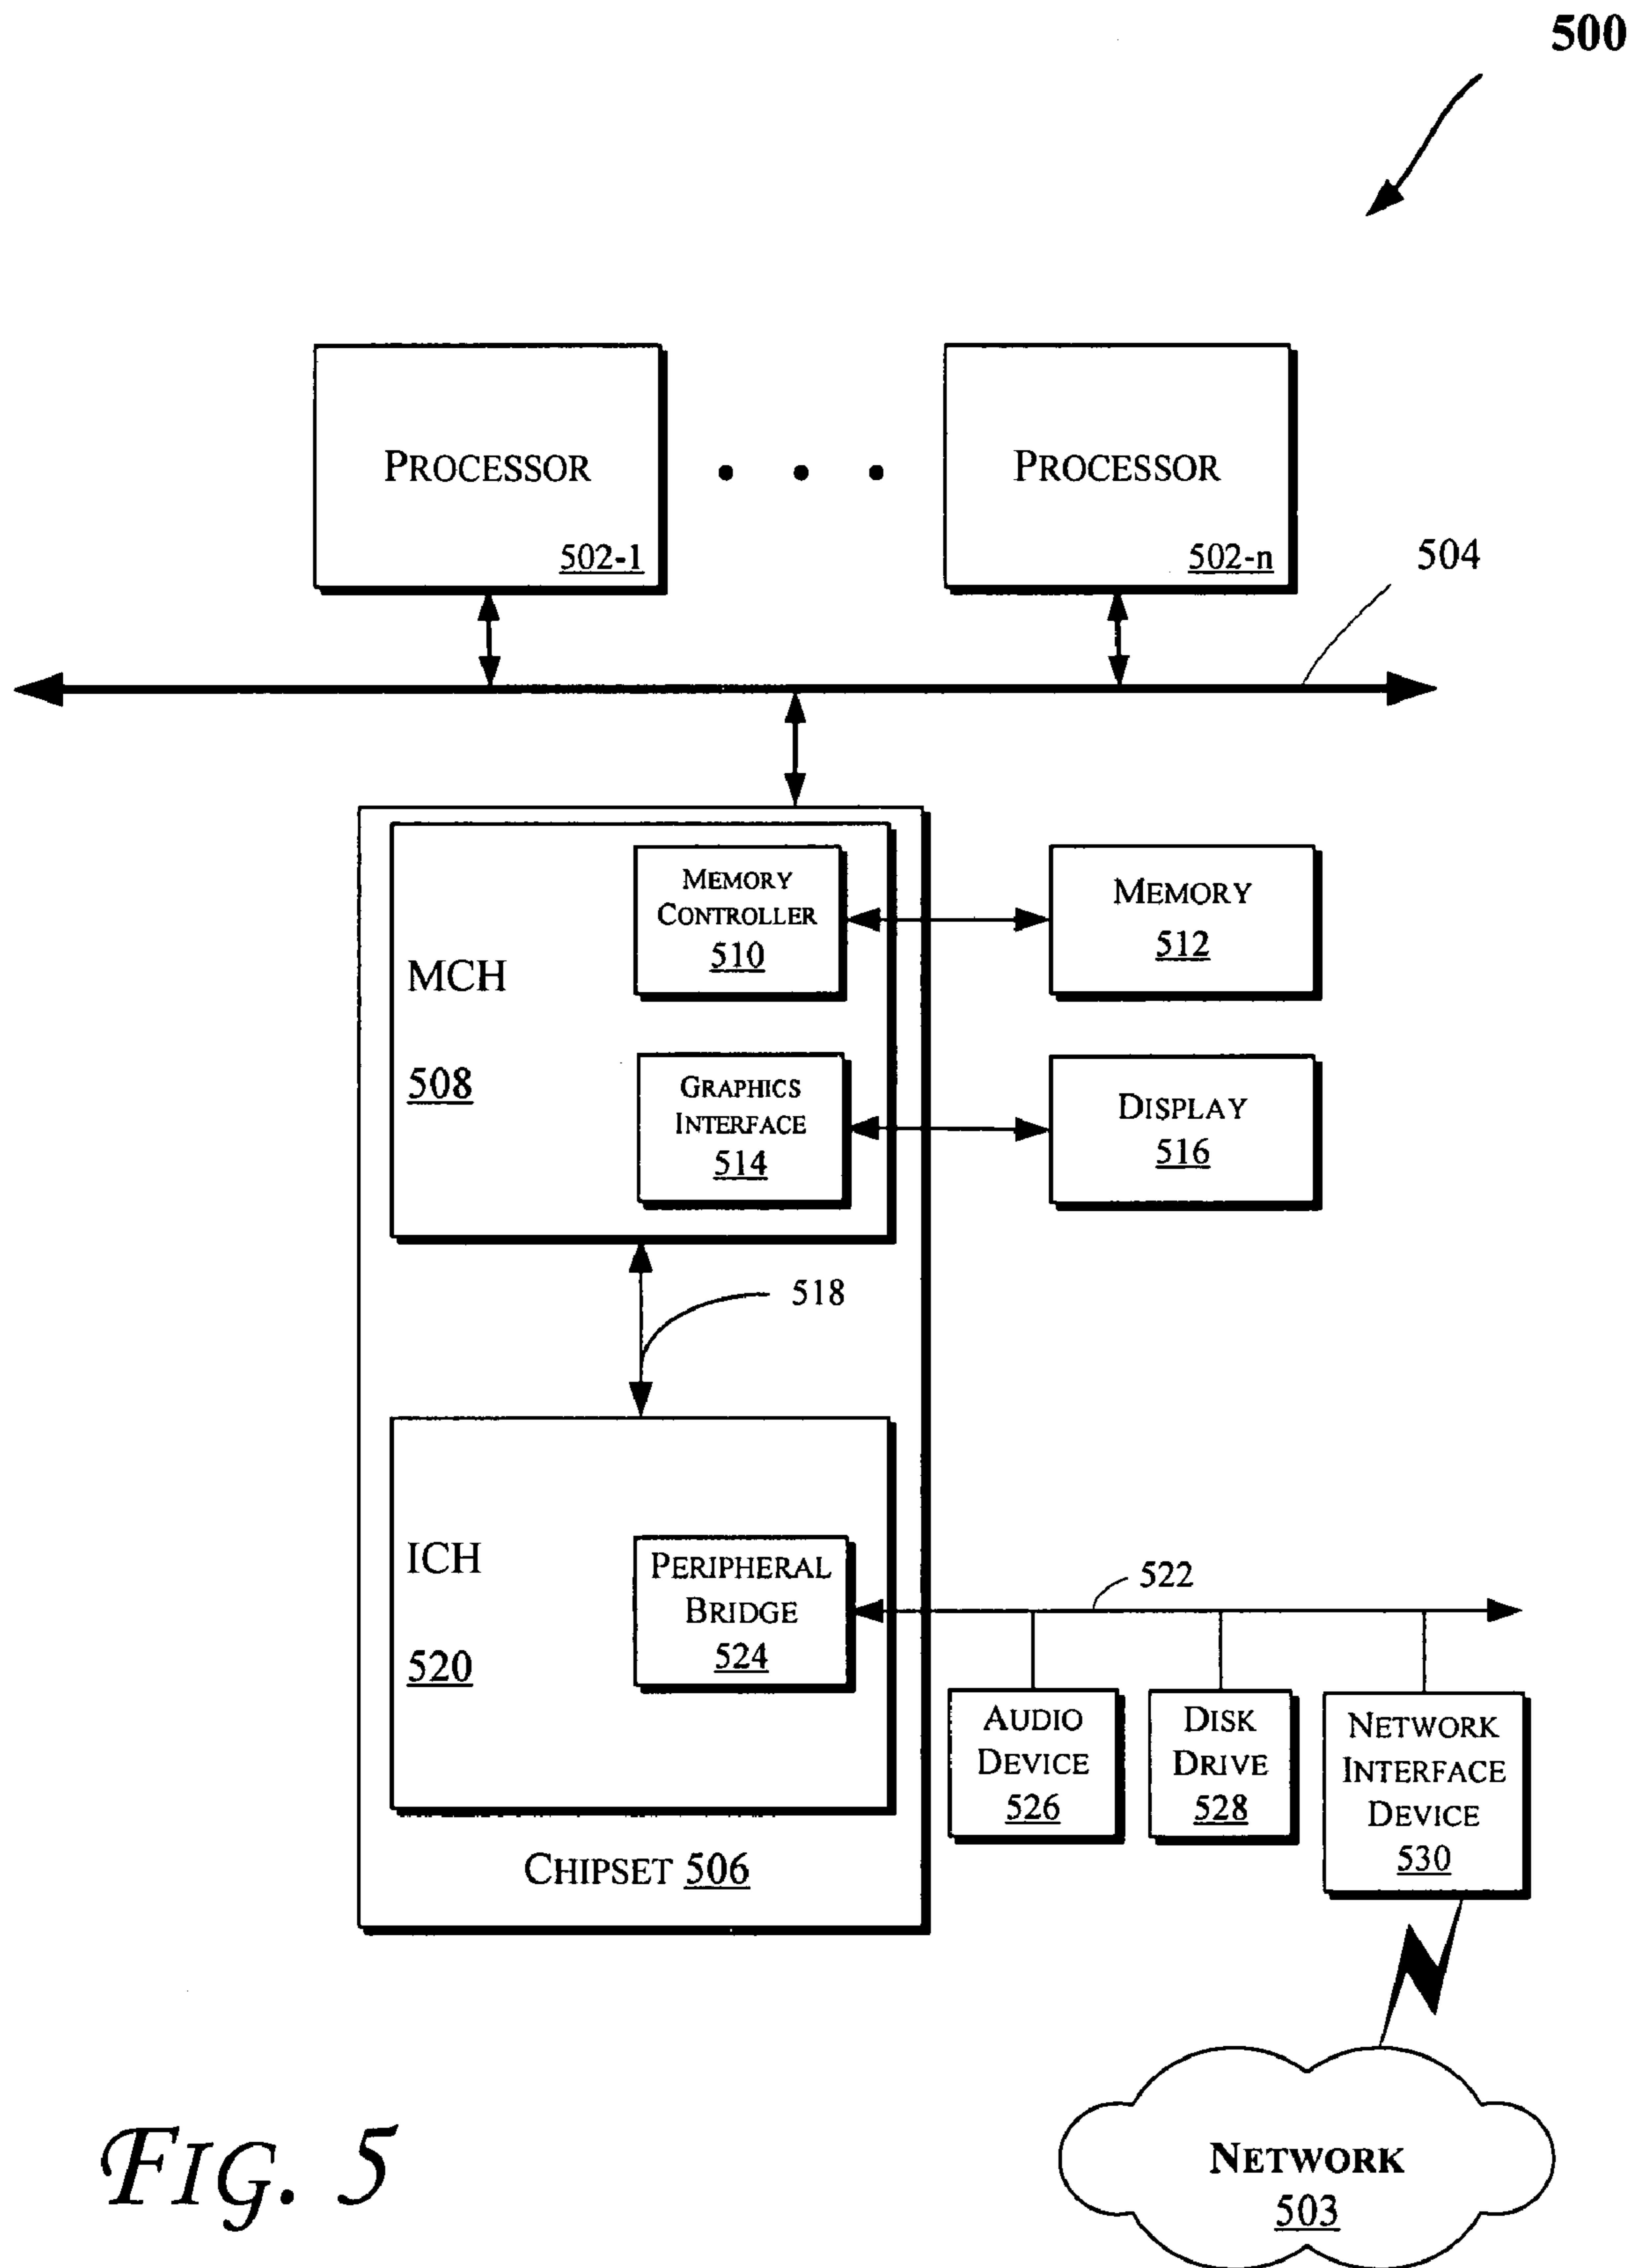 500
PROCESSOR
502-1
PROCESSOR
502-n
504
MEMORY
CONTROLLER
510
MEMORY
512
MCH
508
GRAPHICS
INTERFACE
514
DISPLAY
516
518
ICH
520
PERIPHERAL
BRIDGE
524
522
AUDIO
DEVICE
526
DISK
DRIVE
528
NETWORK
INTERFACE
DEVICE
530
CHIPSET 506
NETWORK
503
FIG. 5